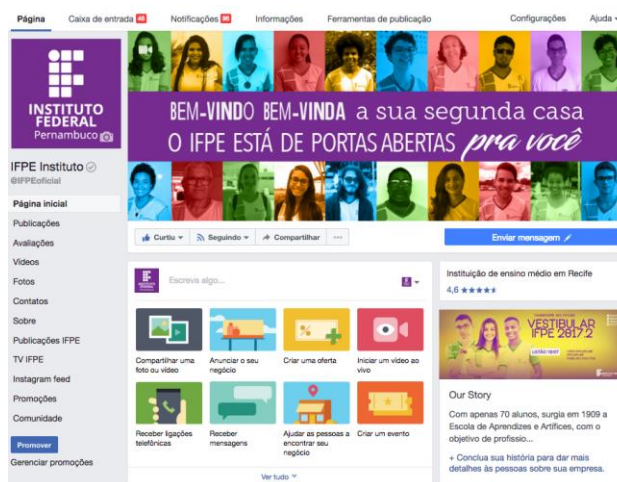 Página Caixa de entrada 46 Notificações 96 Informações Ferramentas de publicação Configurações Ajuda
INSTITUTO
FEDERAL
Pernambuco
IFPE Instituto
@IFPEoficial
Página inicial
Publicações
Avaliações
Vídeos
Fotos
Contatos
Sobre
Publicações IFPE
TV IFPE
Instagram feed
Promoções
Comunidade
Promover
Gerenciar promoções
BEM-VINDO BEM-VINDA a sua segunda casa
O IFPE ESTÁ DE PORTAS ABERTAS pra você
Curtiu Seguindo Compartilhar ...
Enviar mensagem
INSTITUTO
FEDERAL
Escreva algo...
Compartilhar uma
foto ou vídeo
Anunciar o seu
negócio
Criar uma oferta
Iniciar um vídeo ao
vivo
Receber ligações
telefônicas
Receber
mensagens
Ajudar as pessoas a
encontrar seu
negócio
Criar um evento
Ver tudo
Instituição de ensino médio em Recife
4,6
VESTIBULAR
IFPE 2017.2
Our Story
Com apenas 70 alunos, surgia em 1909 a
Escola de Aprendizes e Artífices, com o
objetivo de profissio...
+ Conclua sua história para dar mais
detalhes às pessoas sobre sua empresa.